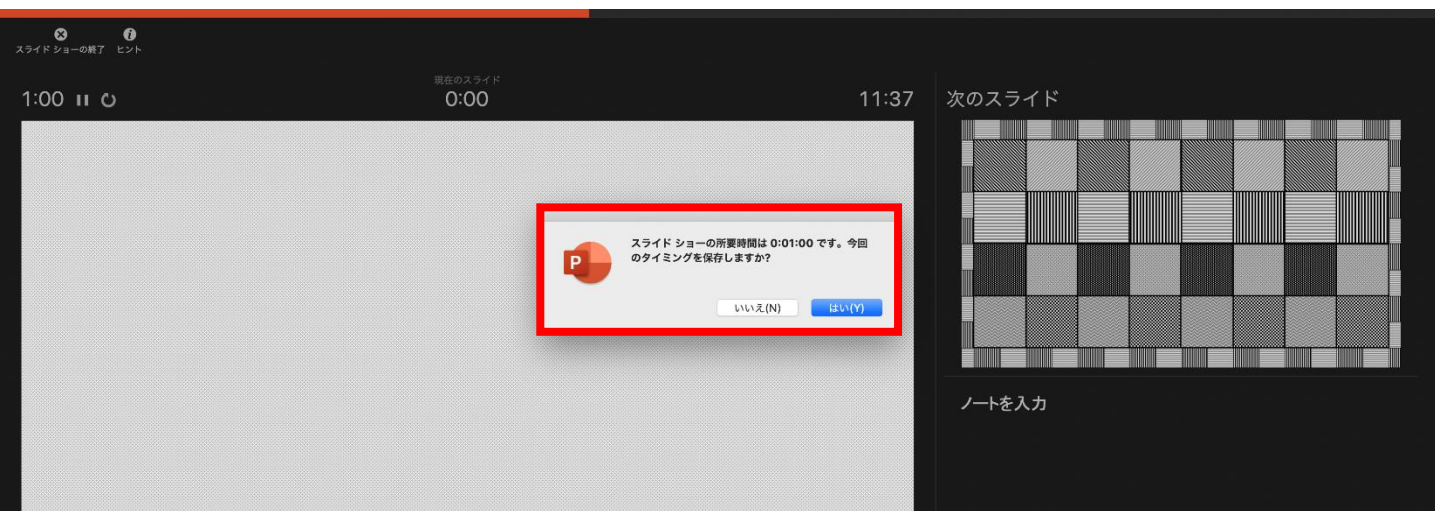 スライド ショーの終了 ヒント
現在のスライド
1:00 0:00 11:37 次のスライド
スライド ショーの所要時間は 0:01:00 です。今回
のタイミングを保存しますか?
P
いいえ(N) はい(Y)
ノートを入力